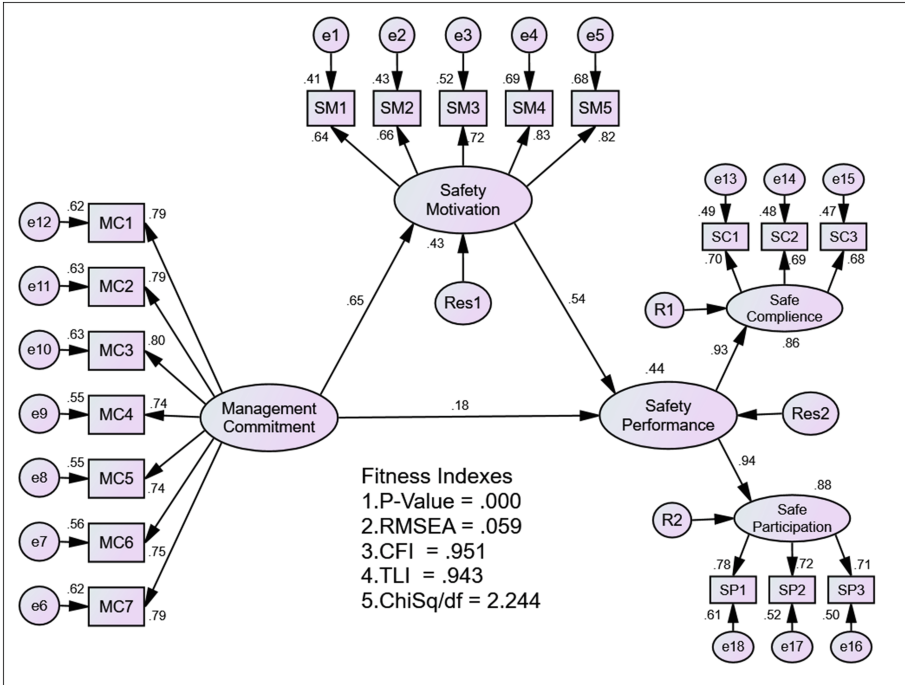 e1 e2 e3 e4 e5
.41 .43 .52 .69 .68
SM1 SM2 SM3 SM4 SM5
.64 .66 .72 .83 .82
Safety
Motivation
.43
Res1
e13 e14 e15
.49 .48 .47
SC1 SC2 SC3
.70 .69 .68
R1
Safe
Complience
.86
e12 .62 MC1 .79
e11 .63 MC2 .79
e10 .63 MC3 .80
e9 .55 MC4 .74
e8 .55 MC5 .74
e7 .56 MC6 .75
e6 .62 MC7 .79
Management
Commitment
.65
.54
.18
.93
.44
Safety
Performance
Res2
.94
.88
R2
Safe
Participation
.78 .72 .71
SP1 SP2 SP3
.61 .52 .50
e18 e17 e16
Fitness Indexes
1.P-Value = .000
2.RMSEA = .059
3.CFI = .951
4.TLI = .943
5.ChiSq/df = 2.244